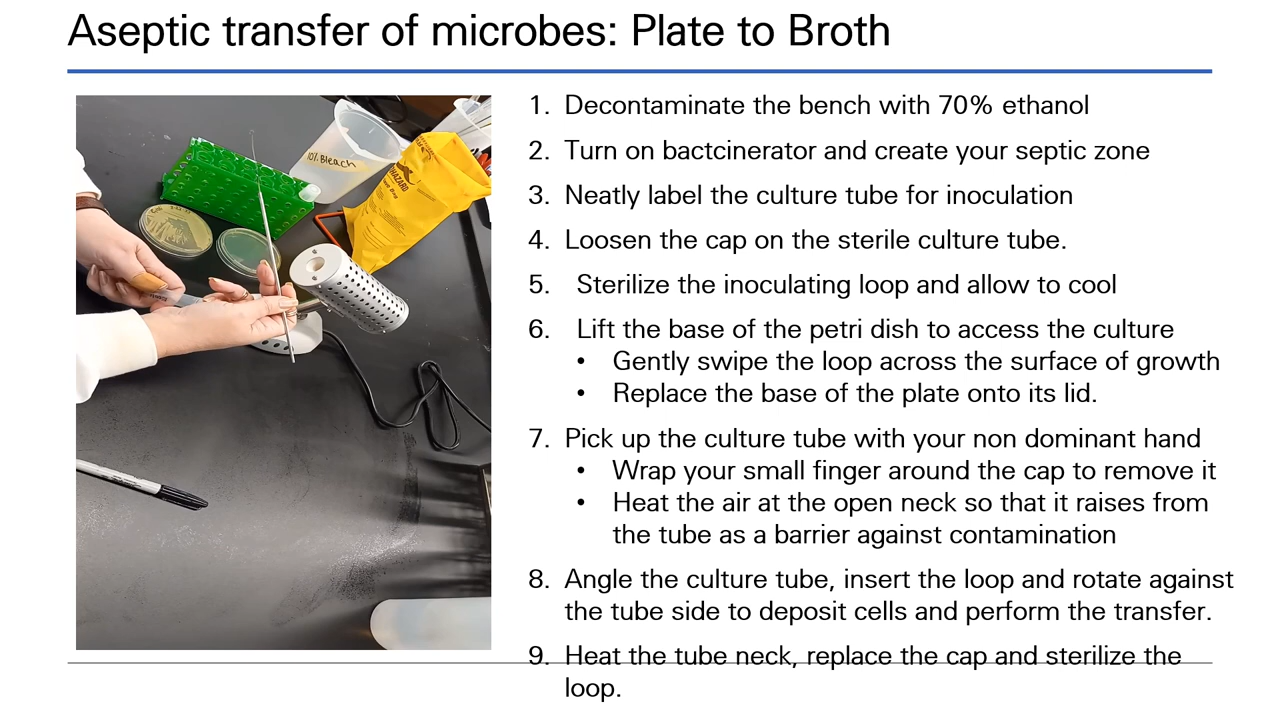 Aseptic transfer of microbes: Plate to Broth
1. Decontaminate the bench with 70% ethanol
2. Turn on bactcinerator and create your septic zone
3. Neatly label the culture tube for inoculation
4. Loosen the cap on the sterile culture tube.
5. Sterilize the inoculating loop and allow to cool
6. Lift the base of the petri dish to access the culture
• Gently swipe the loop across the surface of growth
• Replace the base of the plate onto its lid.
7. Pick up the culture tube with your non dominant hand
• Wrap your small finger around the cap to remove it
• Heat the air at the open neck so that it raises from
the tube as a barrier against contamination
8. Angle the culture tube, insert the loop and rotate against
the tube side to deposit cells and perform the transfer.
9. Heat the tube neck, replace the cap and sterilize the
loop.
10% Bleach